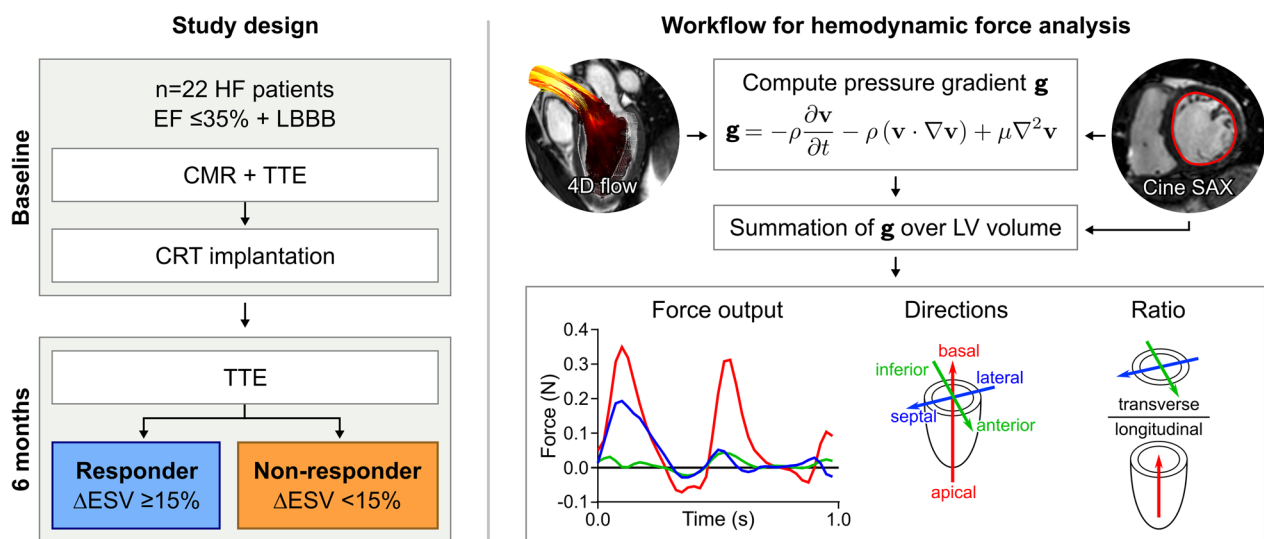 Study design
Baseline
n=22 HF patients
EF ≤35% + LBBB
CMR + TTE
CRT implantation
6 months
TTE
Responder
ΔESV ≥15%
Non-responder
ΔESV <15%
Workflow for hemodynamic force analysis
4D flow
Compute pressure gradient g
g = −ρ ∂v/∂t − ρ (v · ∇v) + μ∇²v
Cine SAX
Summation of g over LV volume
Force output
Force (N)
0.4
0.3
0.2
0.1
0.0
-0.1
0.0
1.0
Time (s)
Directions
basal
inferior
lateral
septal
anterior
apical
Ratio
transverse
longitudinal